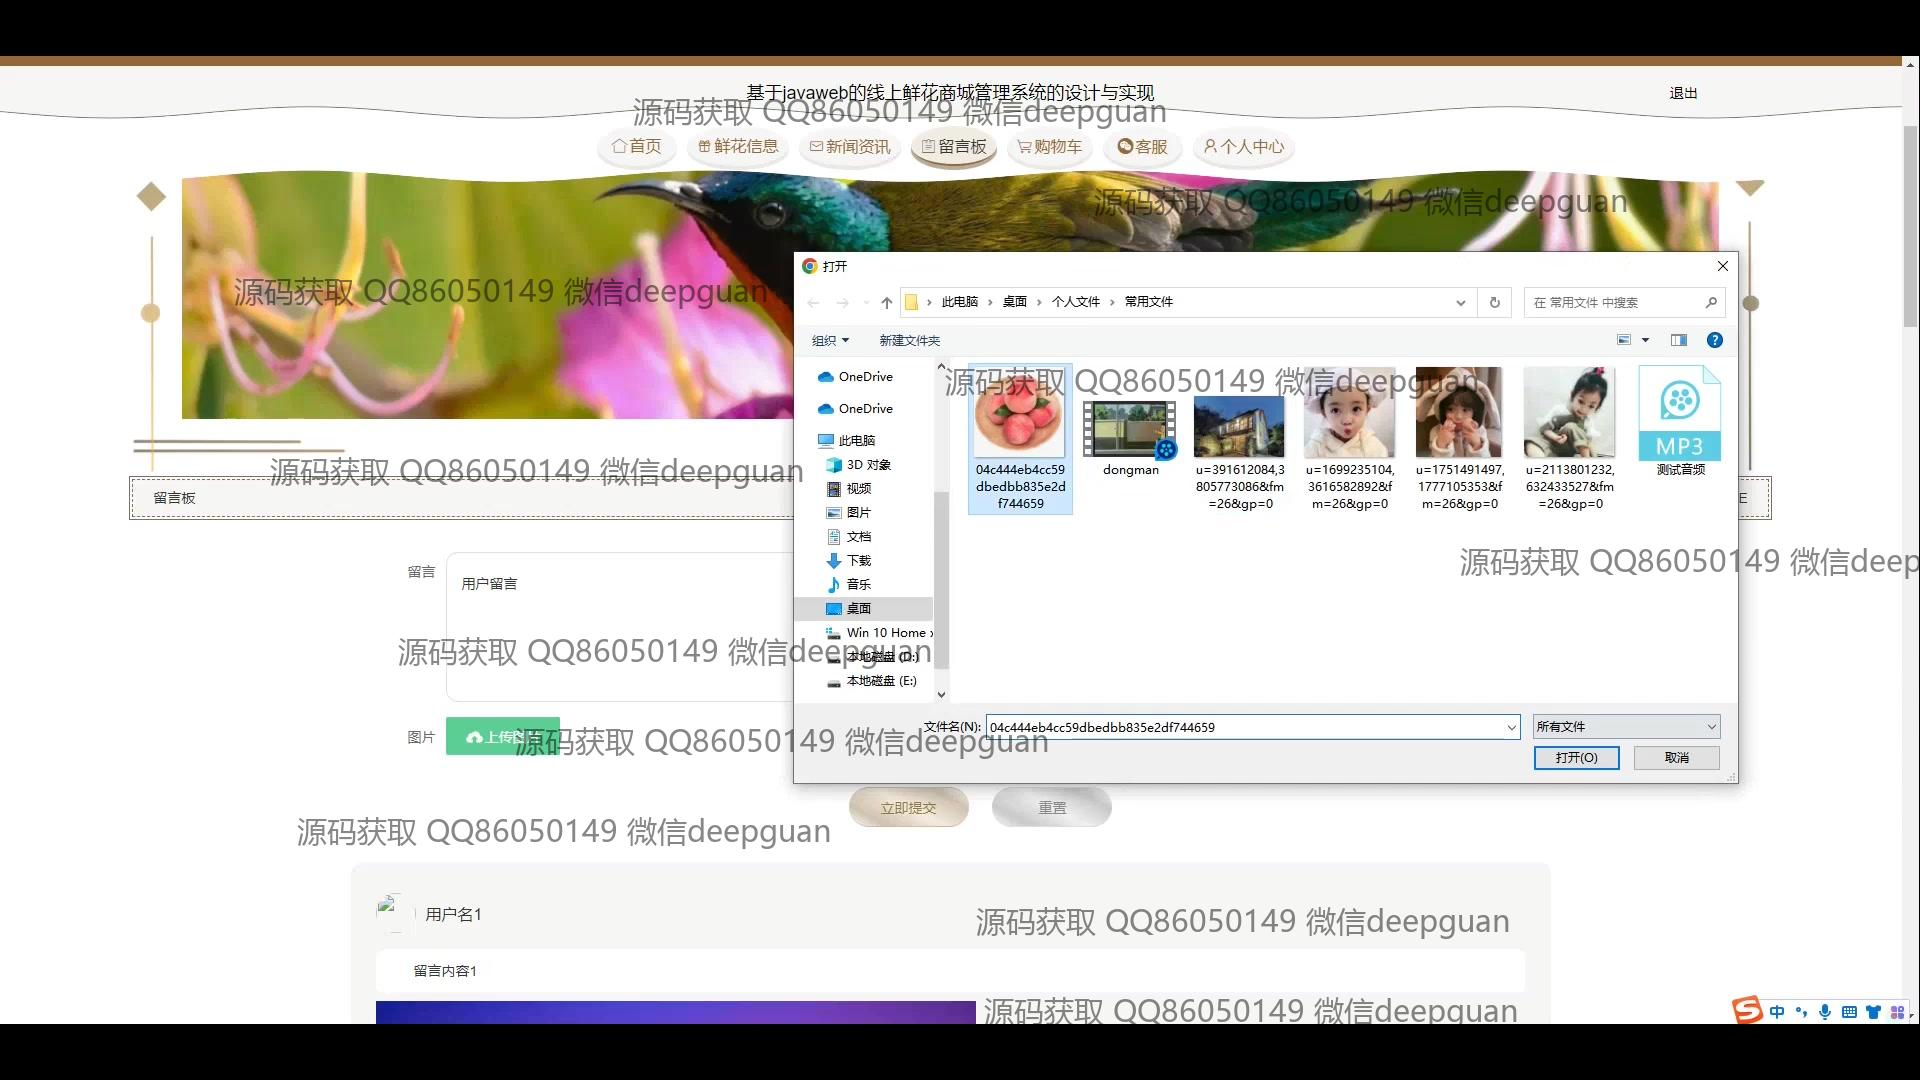 基于javaweb的线上鲜花商城管理系统的设计与实现
退出
源码获取 QQ86050149 微信deepguan
首页
鲜花信息
新闻资讯
留言板
购物车
客服
个人中心
源码获取 QQ86050149 微信deepguan
源码获取 QQ86050149 微信deepguan
打开
此电脑 › 桌面 › 个人文件 › 常用文件
在 常用文件 中搜索
组织
新建文件夹
OneDrive
OneDrive
此电脑
3D 对象
视频
图片
文档
下载
音乐
桌面
Win 10 Home
本地磁盘 (D:)
本地磁盘 (E:)
源码获取 QQ86050149 微信deepguan
04c444eb4cc59
dbedbb835e2d
f744659
dongman
u=391612084,3
805773086&fm
=26&gp=0
u=1699235104,
3616582892&f
m=26&gp=0
u=1751491497,
1777105353&f
m=26&gp=0
u=2113801232,
632433527&fm
=26&gp=0
MP3
测试音频
源码获取 QQ86050149 微信deepguan
留言板
E
源码获取 QQ86050149 微信deep
留言
用户留言
源码获取 QQ86050149 微信deepguan
文件名(N):
04c444eb4cc59dbedbb835e2df744659
所有文件
打开(O)
取消
图片
上传图片
源码获取 QQ86050149 微信deepguan
立即提交
重置
源码获取 QQ86050149 微信deepguan
用户名1
源码获取 QQ86050149 微信deepguan
留言内容1
源码获取 QQ86050149 微信deepguan
中